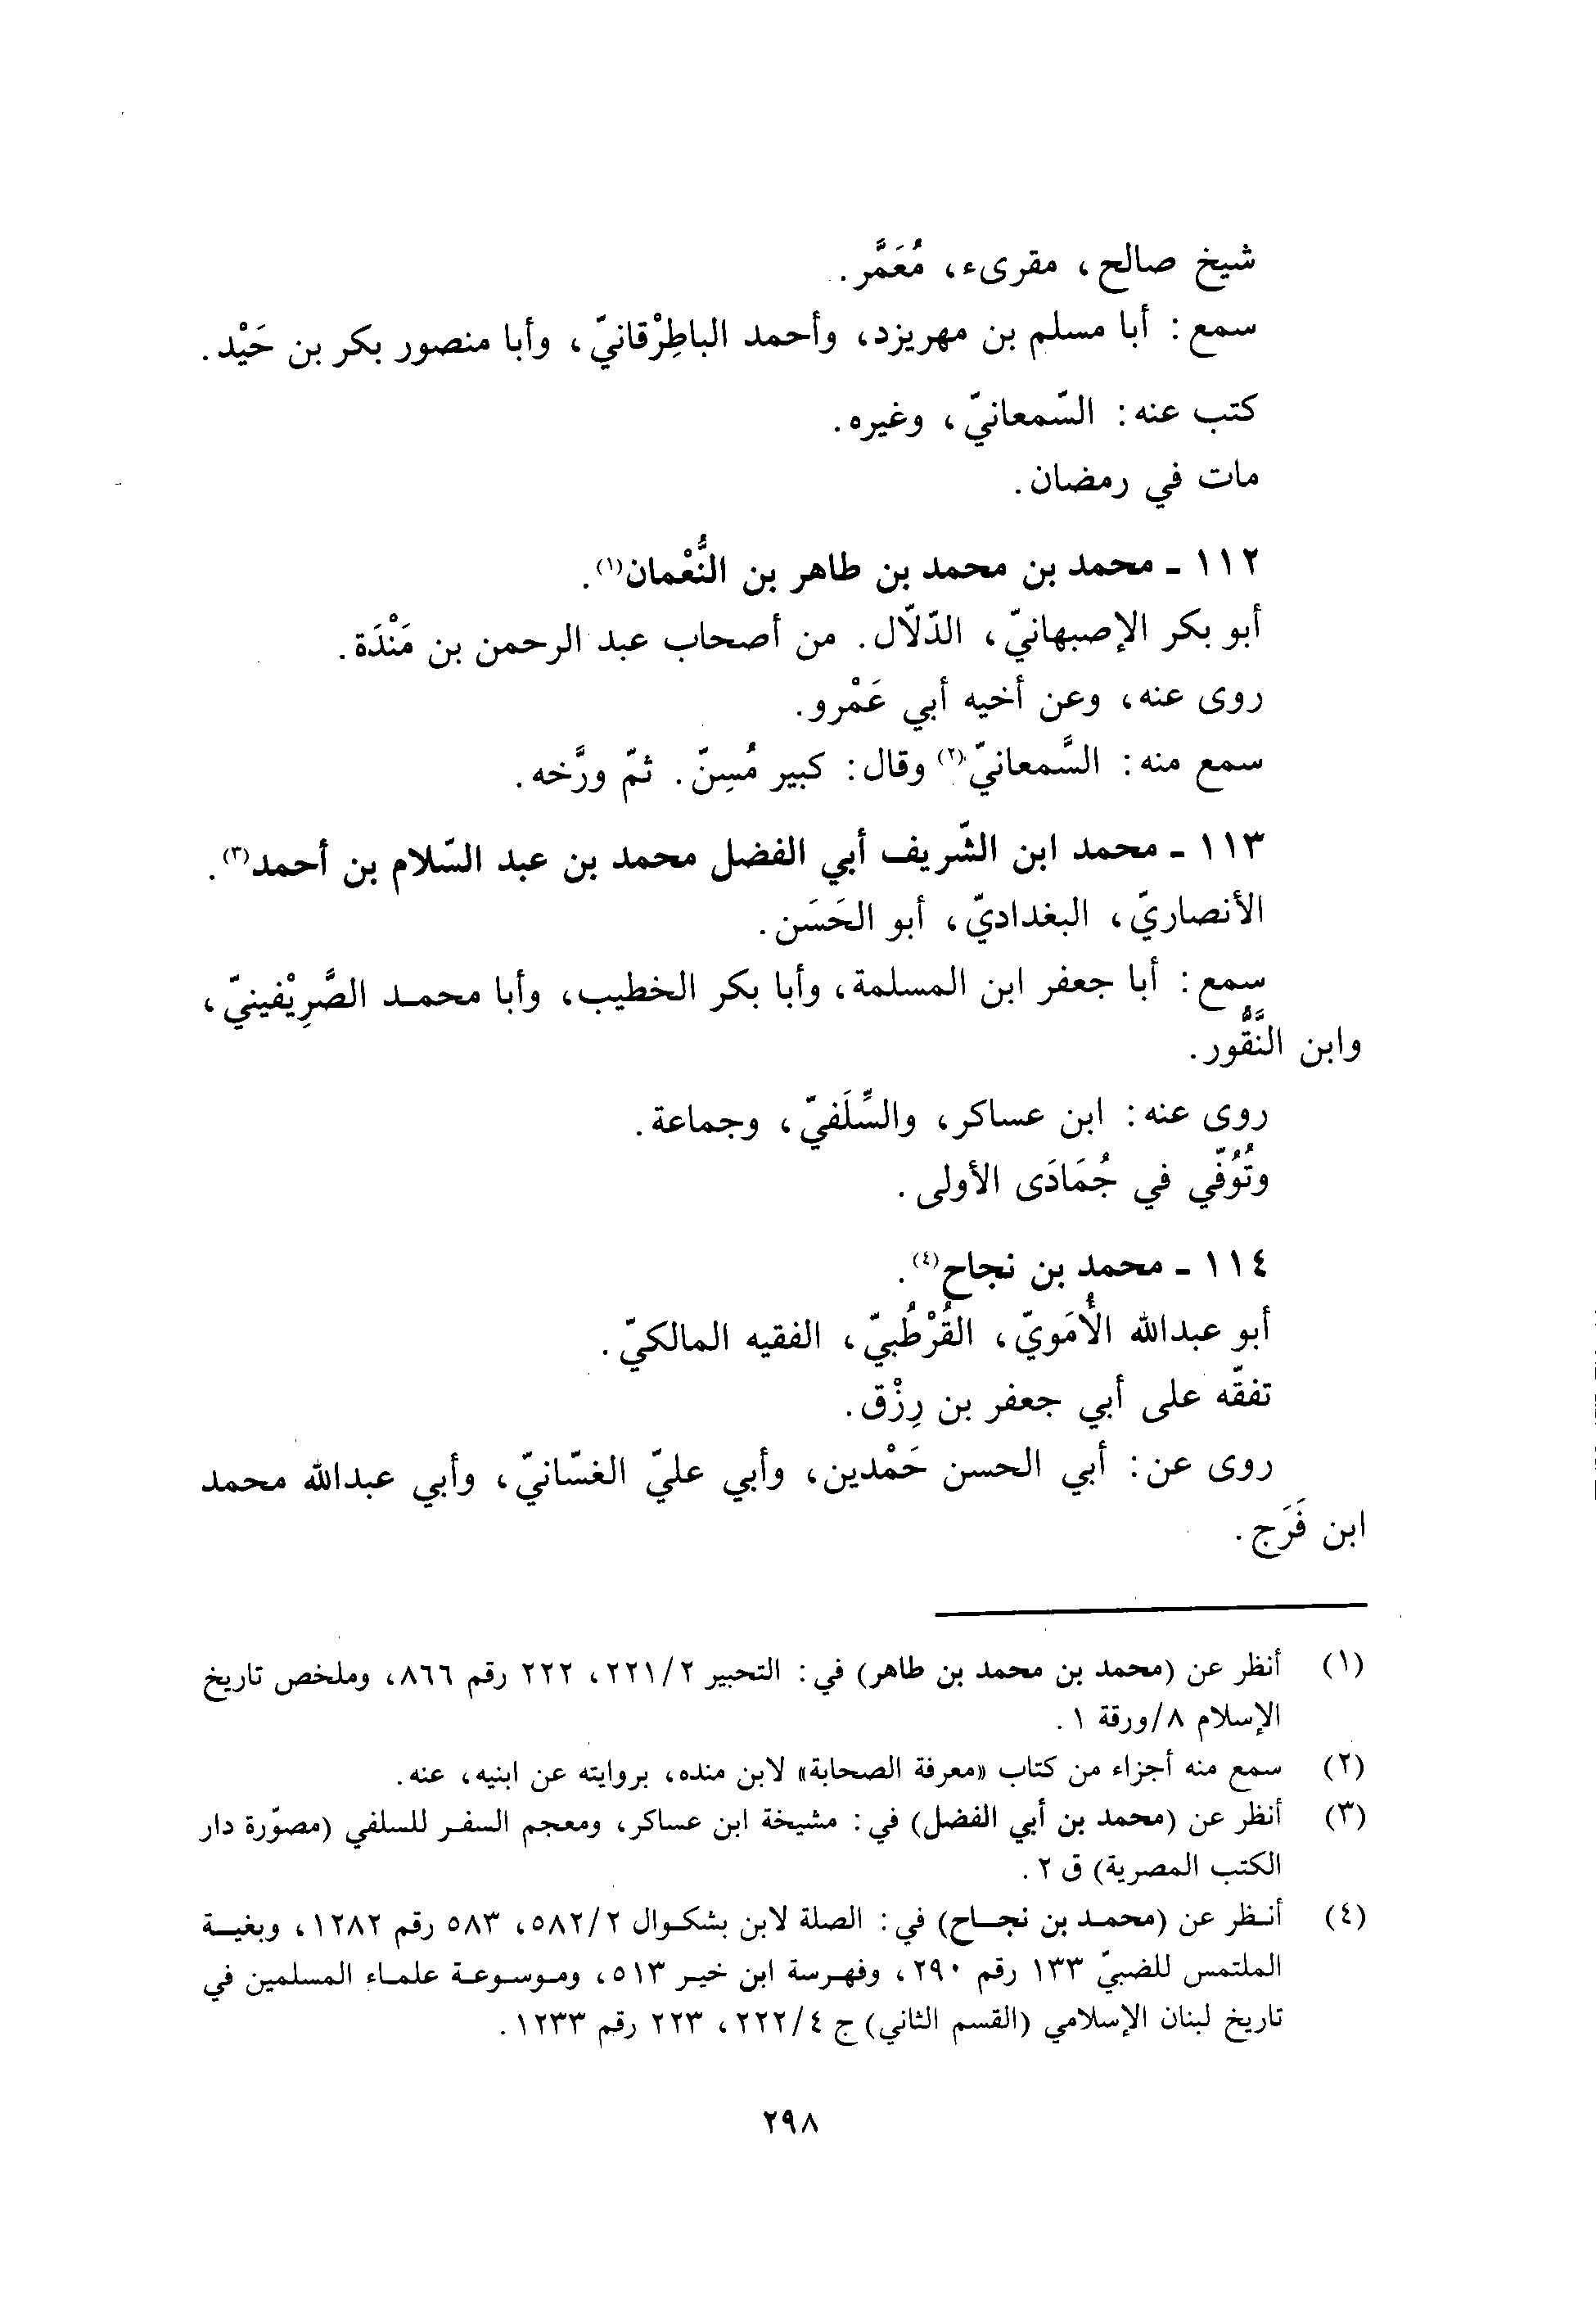 شيخ صالح، مقرىء، مُعَمَّر.
سمع: أبا مسلم بن مهريزد، وأحمد الباطِرْقانيّ، وأبا منصور بكر بن حَيْد.
كتب عنه: السّمعانيّ، وغيره.
مات في رمضان.
١١٢ ـ محمد بن محمد بن طاهر بن النُّعْمان(١).
أبو بكر الإصبهانيّ، الدّلّال. من أصحاب عبد الرحمن بن مَنْدَة.
روى عنه، وعن أخيه أبي عَمْرو.
سمع منه: السَّمعانيّ(٢) وقال: كبير مُسِنّ. ثمّ ورَّخه.
١١٣ ـ محمد ابن الشّريف أبي الفضل محمد بن عبد السّلام بن أحمد(٣).
الأنصاريّ، البغداديّ، أبو الحَسَن.
سمع: أبا جعفر ابن المسلمة، وأبا بكر الخطيب، وأبا محمد الصَّرِيْفينيّ،
وابن النَّقُّور.
روى عنه: ابن عساكر، والسِّلَفيّ، وجماعة.
وتُوُفّي في جُمَادَى الأولى.
١١٤ ـ محمد بن نجاح(٤).
أبو عبدالله الأُمَويّ، القُرْطُبيّ، الفقيه المالكيّ.
تفقّه على أبي جعفر بن رِزْق.
روى عن: أبي الحسن حَمْدين، وأبي عليّ الغسّانيّ، وأبي عبدالله محمد
ابن فَرَج.
(١) أنظر عن (محمد بن محمد بن طاهر) في: التحبير ٢/٢٢١، ٢٢٢ رقم ٨٦٦، وملخص تاريخ
الإسلام ٨/ورقة ١.
(٢) سمع منه أجزاء من كتاب «معرفة الصحابة» لابن منده، بروايته عن ابنيه، عنه.
(٣) أنظر عن (محمد بن أبي الفضل) في: مشيخة ابن عساكر، ومعجم السفر للسلفي (مصوّرة دار
الكتب المصرية) ق ٢.
(٤) أنظر عن (محمد بن نجاح) في: الصلة لابن بشكوال ٢/٥٨٢، ٥٨٣ رقم ١٢٨٢، وبغية
الملتمس للضبيّ ١٣٣ رقم ٢٩٠، وفهرسة ابن خير ٥١٣، وموسوعة علماء المسلمين في
تاريخ لبنان الإسلامي (القسم الثاني) ج ٤/٢٢٢، ٢٢٣ رقم ١٢٣٣.
٢٩٨